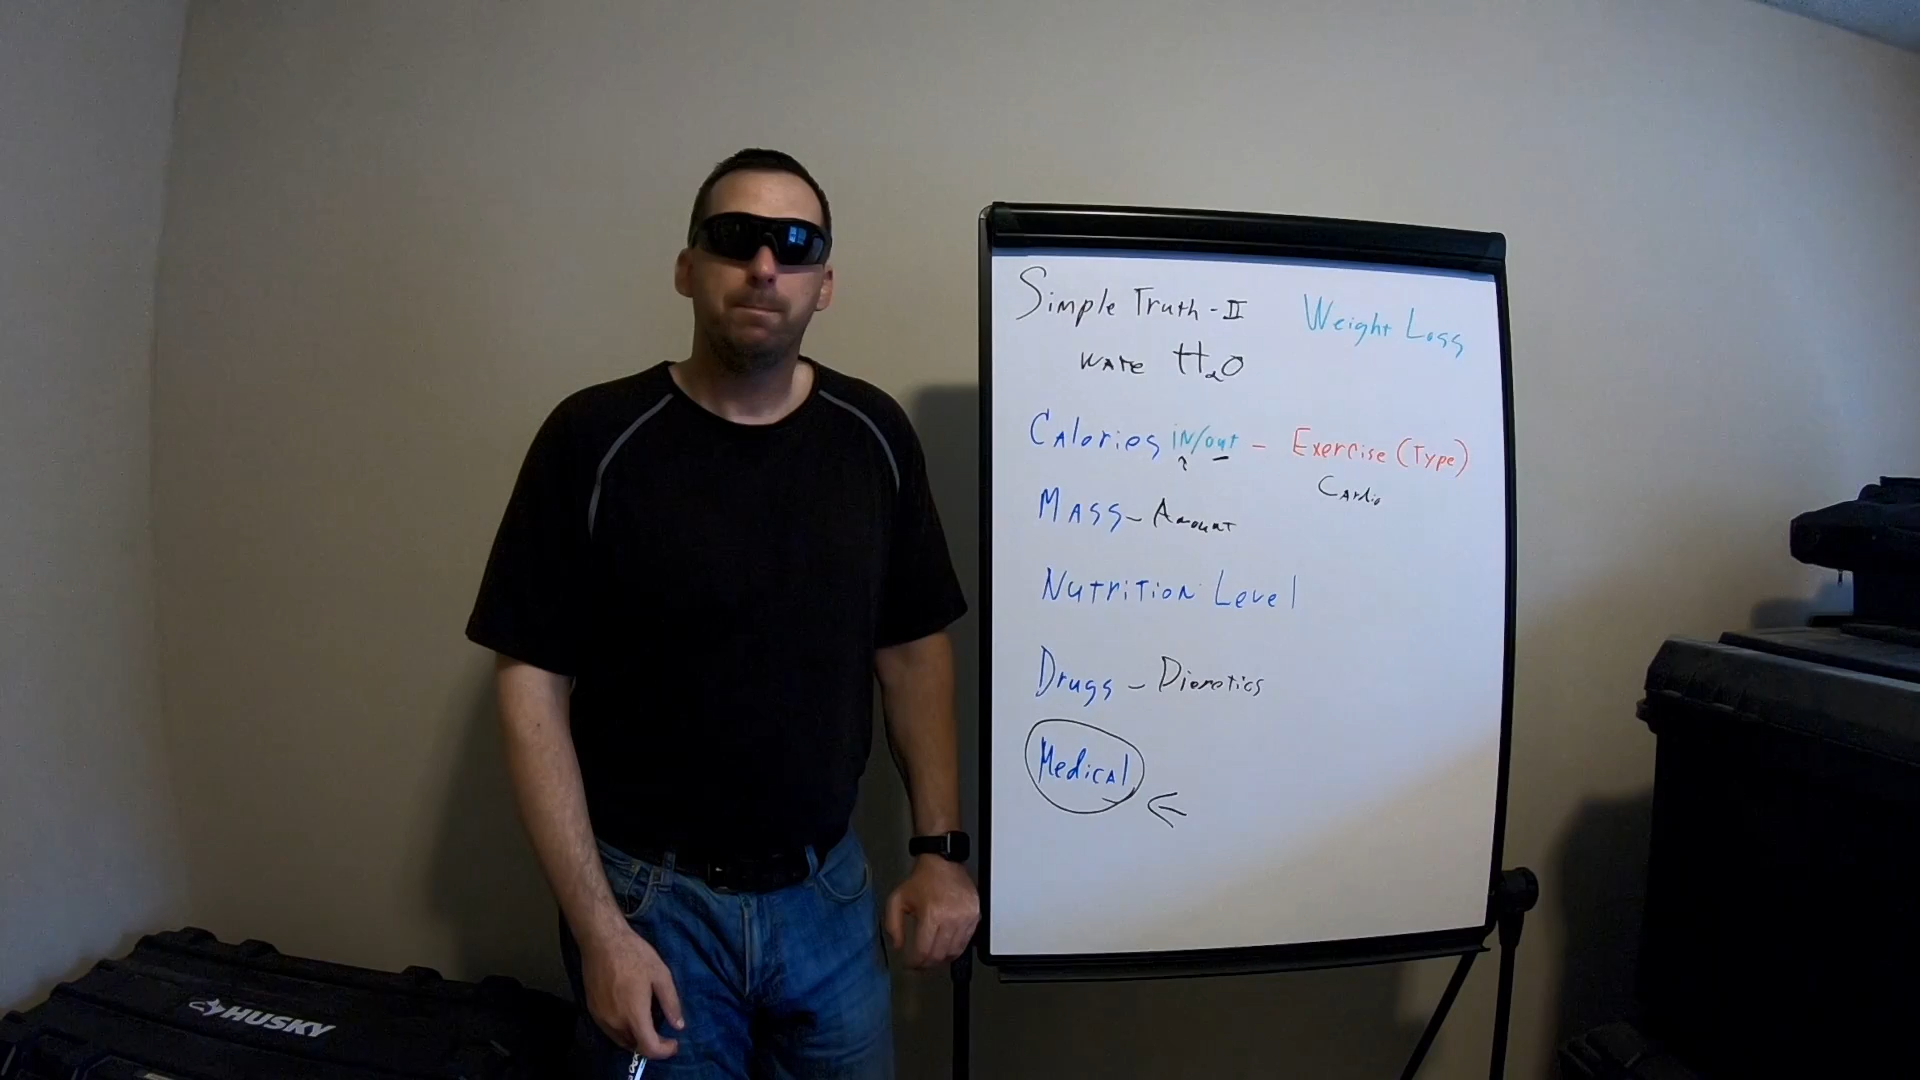 Simple Truth - II
Weight Loss
WATE H2O
Calories IN/out - Exercise (Type)
?
Cardio
MASS - Amount
Nutrition Level
Drugs - Diuretics
Medical
HUSKY